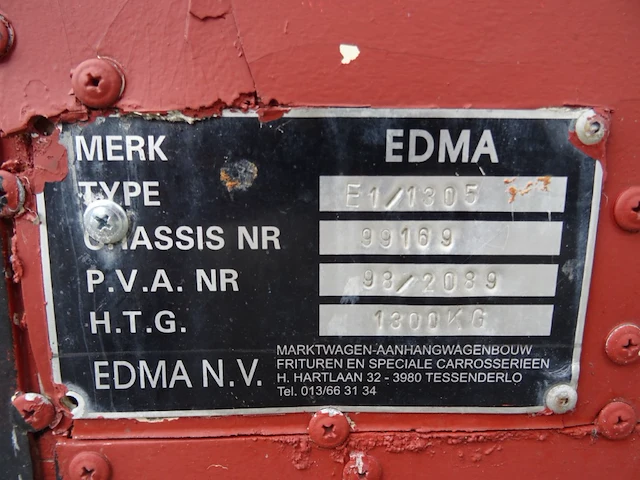 MERK EDMA
TYPE E1/1305
CHASSIS NR 99169
P.V.A. NR 98/2089
H.T.G. 1300KG
EDMA N.V.
MARKTWAGEN-AANHANGWAGENBOUW
FRITUREN EN SPECIALE CARROSSERIEEN
H. HARTLAAN 32 - 3980 TESSENDERLO
Tel. 013/66 31 34